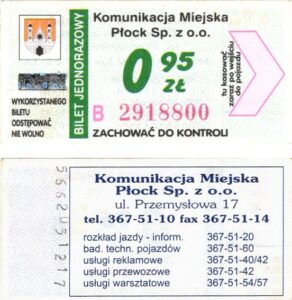 Komunikacja Miejska
Płock Sp. z o.o.
BILET JEDNORAZOWY
0 95
ZŁ
WYKORZYSTANEGO
BILETU
ODSTĘPOWAĆ
NIE WOLNO
B 2918800
ZACHOWAĆ DO KONTROLI
tu kasować
zaraz po wejściu
do pojazdu
Komunikacja Miejska
Płock Sp. z o.o.
ul. Przemysłowa 17
tel. 367-51-10 fax 367-51-14
rozkład jazdy - inform. 367-51-20
bad. techn. pojazdów 367-51-60
usługi reklamowe 367-51-40/42
usługi przewozowe 367-51-42
usługi warsztatowe 367-51-54/57